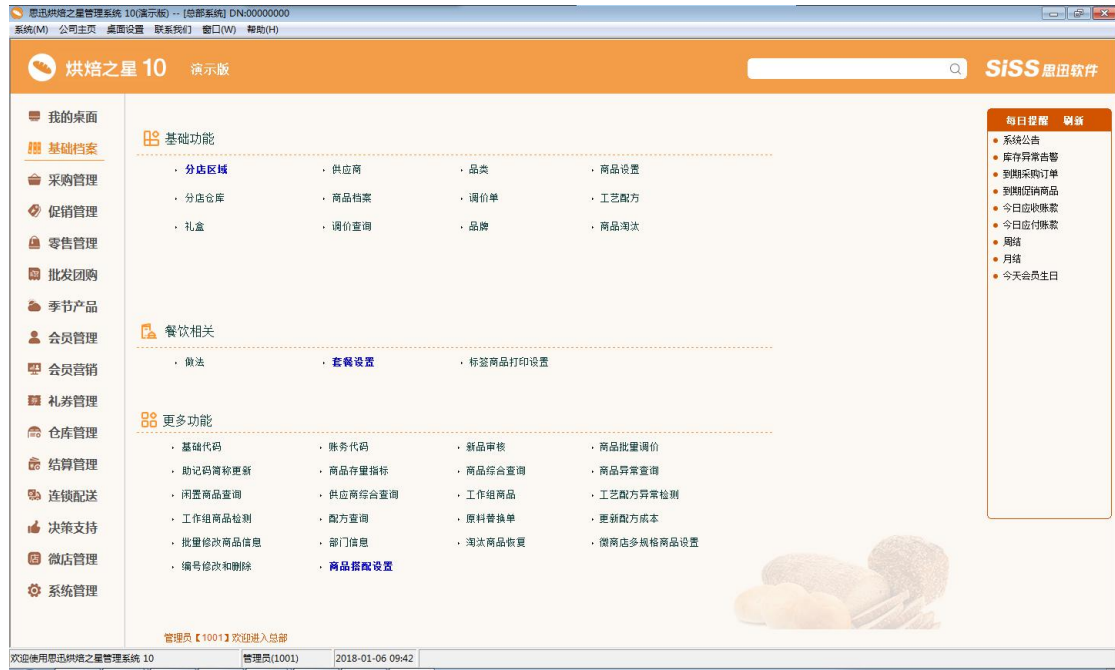 思迅烘焙之星管理系统 10(演示版) -- [总部系统] DN:00000000
系统(M) 公司主页 桌面设置 联系我们 窗口(W) 帮助(H)
烘焙之星 10 演示版
SiSS 思迅软件
我的桌面
基础档案
采购管理
促销管理
零售管理
批发团购
季节产品
会员管理
会员营销
礼券管理
仓库管理
结算管理
连锁配送
决策支持
微店管理
系统管理
基础功能
分店区域 供应商 品类 商品设置
分店仓库 商品档案 调价单 工艺配方
礼盒 调价查询 品牌 商品淘汰
餐饮相关
做法 套餐设置 标签商品打印设置
更多功能
基础代码 账务代码 新品审核 商品批量调价
助记码简称更新 商品存量指标 商品综合查询 商品异常查询
闲置商品查询 供应商综合查询 工作组商品 工艺配方异常检测
工作组商品检测 配方查询 原料替换单 更新配方成本
批量修改商品信息 部门信息 淘汰商品恢复 微商店多规格商品设置
编号修改和删除 商品搭配设置
管理员【1001】欢迎进入总部
每日提醒 刷新
系统公告
库存异常告警
到期采购订单
到期促销商品
今日应收账款
今日应付账款
周结
月结
今天会员生日
欢迎使用思迅烘焙之星管理系统 10 管理员(1001) 2018-01-06 09:42